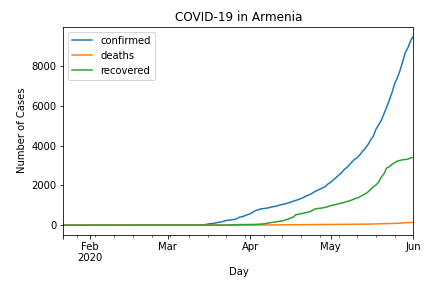 COVID-19 in Armenia
confirmed
deaths
recovered
Number of Cases
8000
6000
4000
2000
0
Feb
2020
Mar
Apr
May
Jun
Day